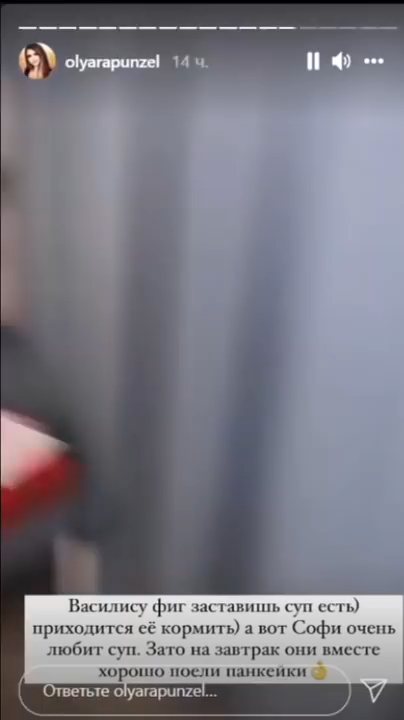 olyarapunzel 14 ч.
Василису фиг заставишь суп есть)
приходится её кормить) а вот Софи очень
любит суп. Зато на завтрак они вместе
хорошо поели панкейки👌
Ответьте olyarapunzel...